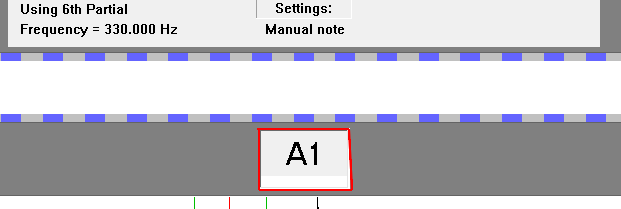 Using 6th Partial
Settings:
Frequency = 330.000 Hz
Manual note
A1